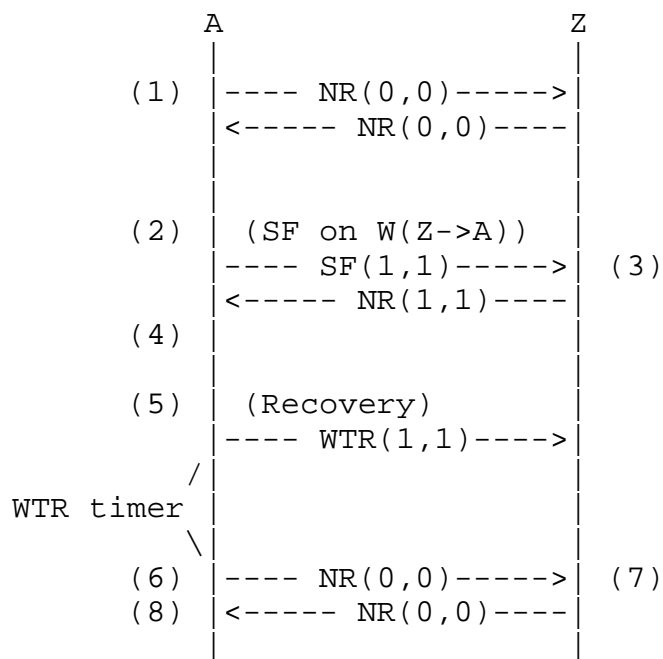 A Z
(1) |---- NR(0,0)----->|
|<----- NR(0,0)----|
(2) | (SF on W(Z->A)) |
|---- SF(1,1)----->| (3)
|<----- NR(1,1)----|
(4)
(5) | (Recovery) |
|---- WTR(1,1)---->|
/
WTR timer
\
(6) |---- NR(0,0)----->| (7)
(8) |<----- NR(0,0)----|